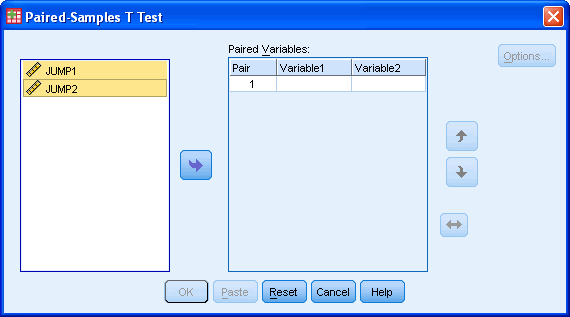 Paired-Samples T Test
Paired Variables:
Options...
JUMP1
JUMP2
Pair Variable1 Variable2
1
OK Paste Reset Cancel Help